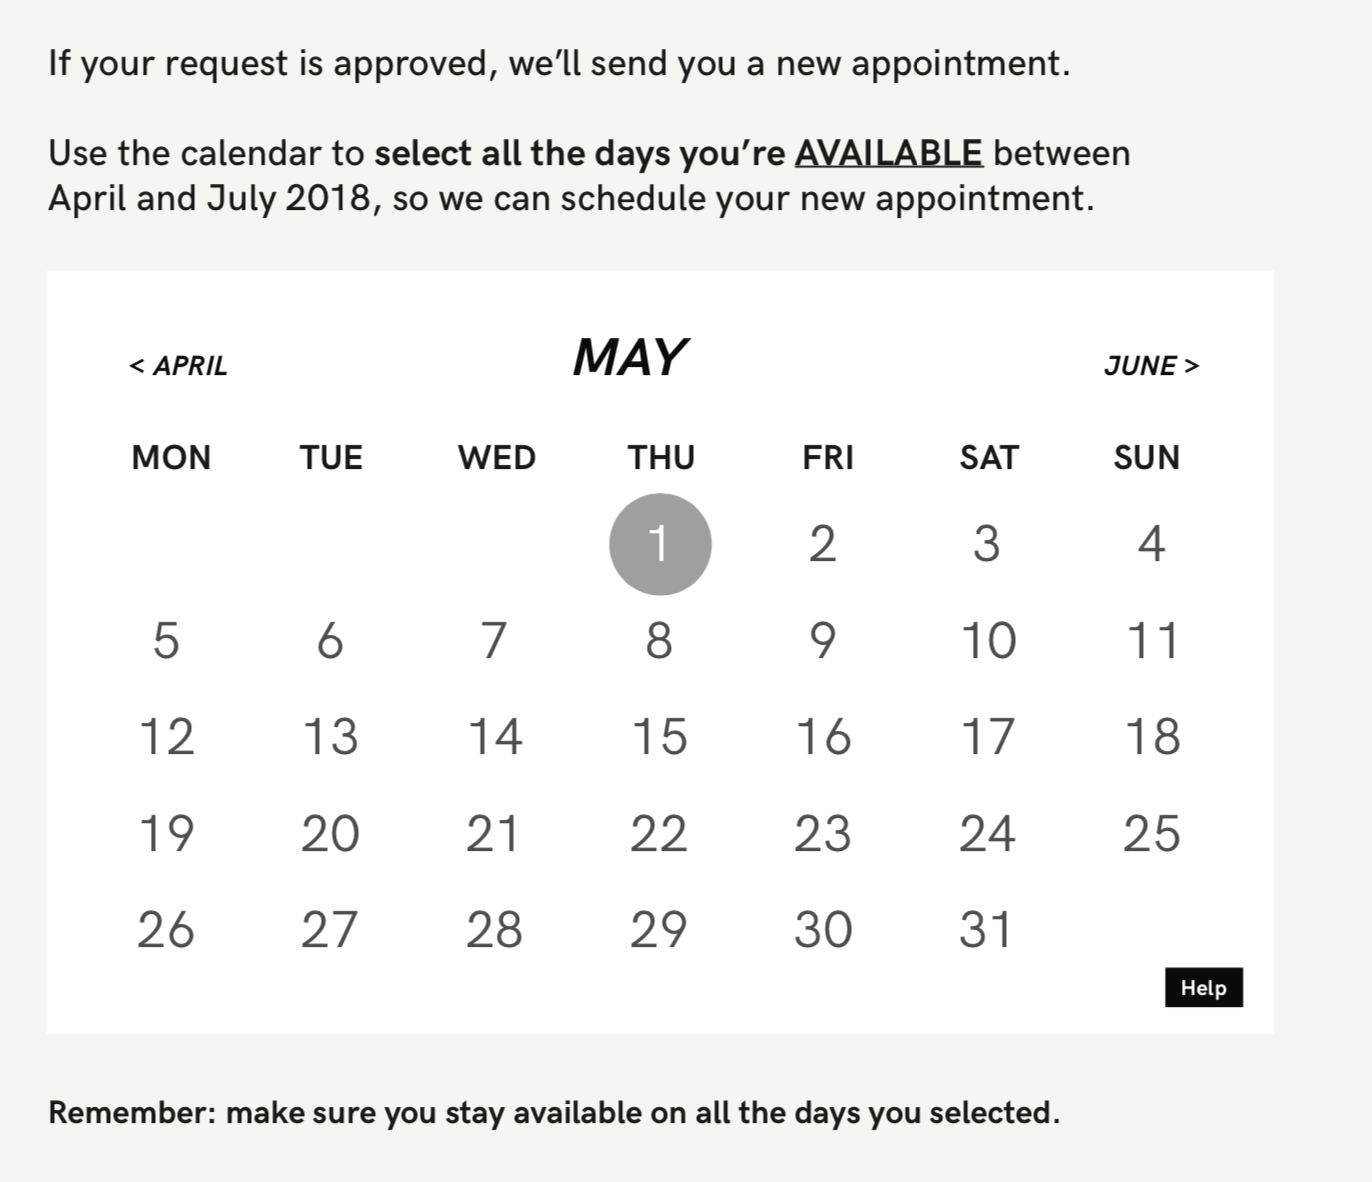 If your request is approved, we’ll send you a new appointment.
Use the calendar to select all the days you’re AVAILABLE between
April and July 2018, so we can schedule your new appointment.
< APRIL MAY JUNE >
MON TUE WED THU FRI SAT SUN
1 2 3 4
5 6 7 8 9 10 11
12 13 14 15 16 17 18
19 20 21 22 23 24 25
26 27 28 29 30 31
Help
Remember: make sure you stay available on all the days you selected.